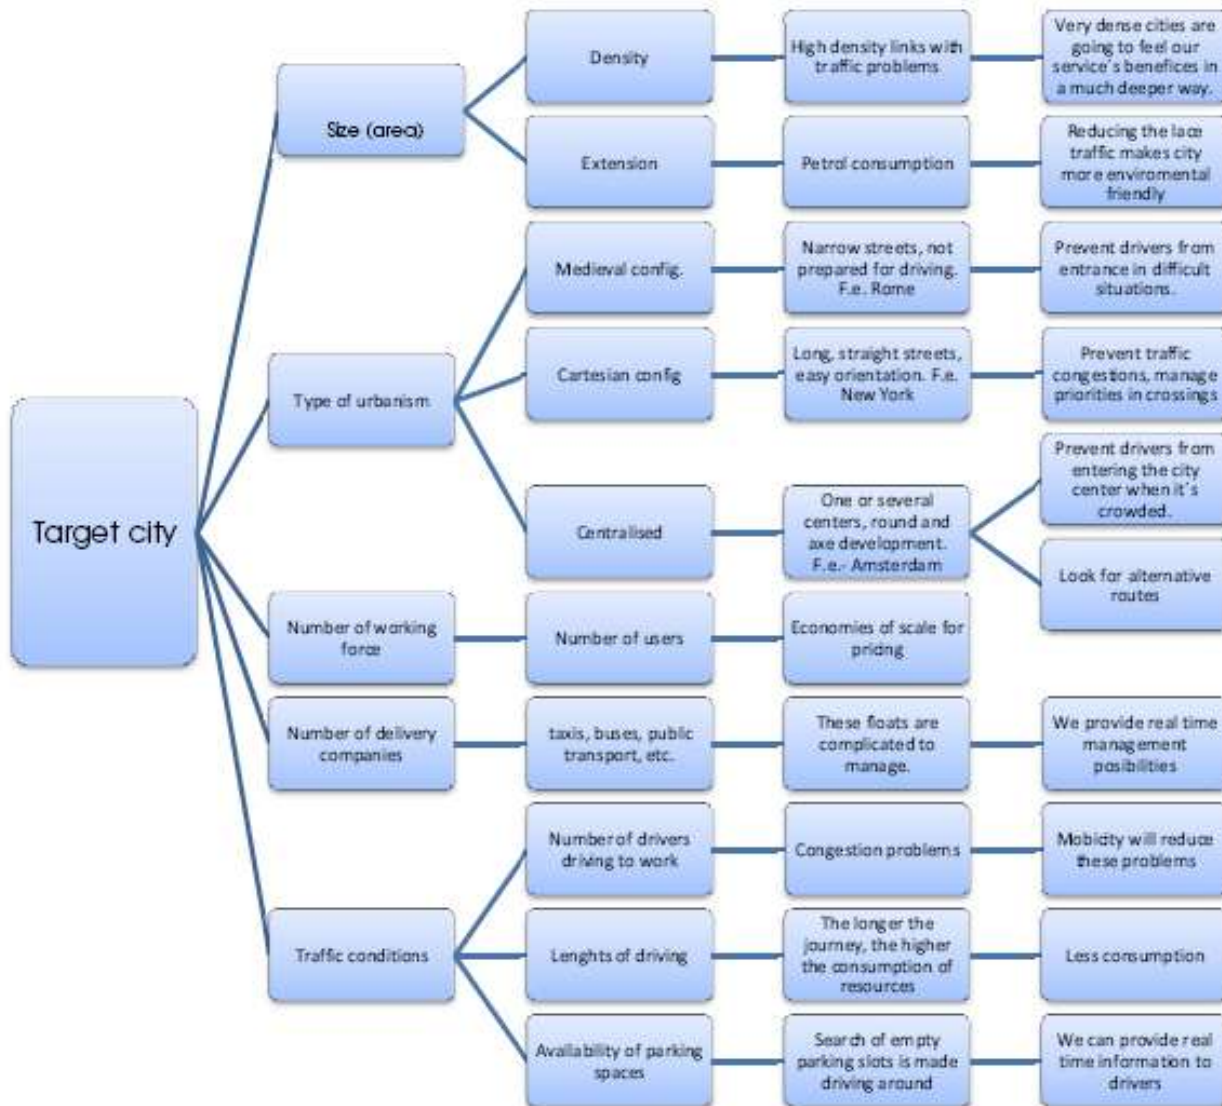 Target city
Size (area)
Density
High density links with
traffic problems
Very dense cities are
going to feel our
service´s benefices in
a much deeper way.
Extension
Petrol consumption
Reducing the lace
traffic makes city
more enviromental
friendly
Type of urbanism
Medieval config.
Narrow streets, not
prepared for driving.
F.e. Rome
Prevent drivers from
entrance in difficult
situations.
Cartesian config
Long, straight streets,
easy orientation. F.e.
New York
Prevent traffic
congestions, manage
priorities in crossings
Centralised
One or several
centers, round and
axe development.
F.e.- Amsterdam
Prevent drivers from
entering the city
center when it´s
crowded.
Look for alternative
routes
Number of working
force
Number of users
Economies of scale for
pricing
Number of delivery
companies
taxis, buses, public
transport, etc.
These floats are
complicated to
manage.
We provide real time
management
posibilities
Traffic conditions
Number of drivers
driving to work
Congestion problems
Mobicity will reduce
these problems
Lenghts of driving
The longer the
journey, the higher
the consumption of
resources
Less consumption
Availability of parking
spaces
Search of empty
parking slots is made
driving around
We can provide real
time information to
drivers